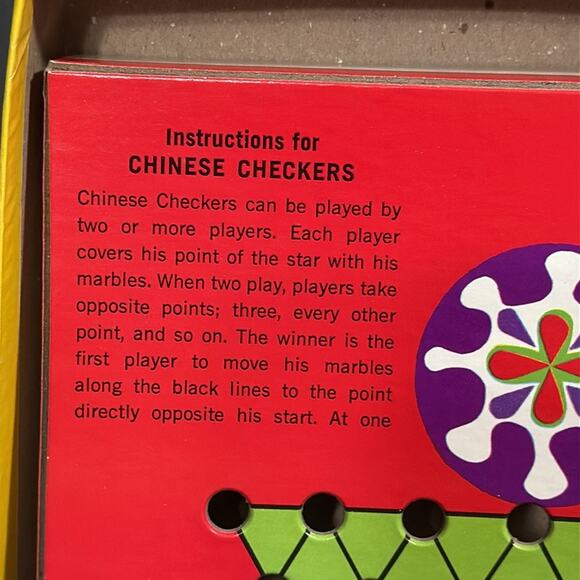 Instructions for
CHINESE CHECKERS
Chinese Checkers can be played by
two or more players. Each player
covers his point of the star with his
marbles. When two play, players take
opposite points; three, every other
point, and so on. The winner is the
first player to move his marbles
along the black lines to the point
directly opposite his start. At one